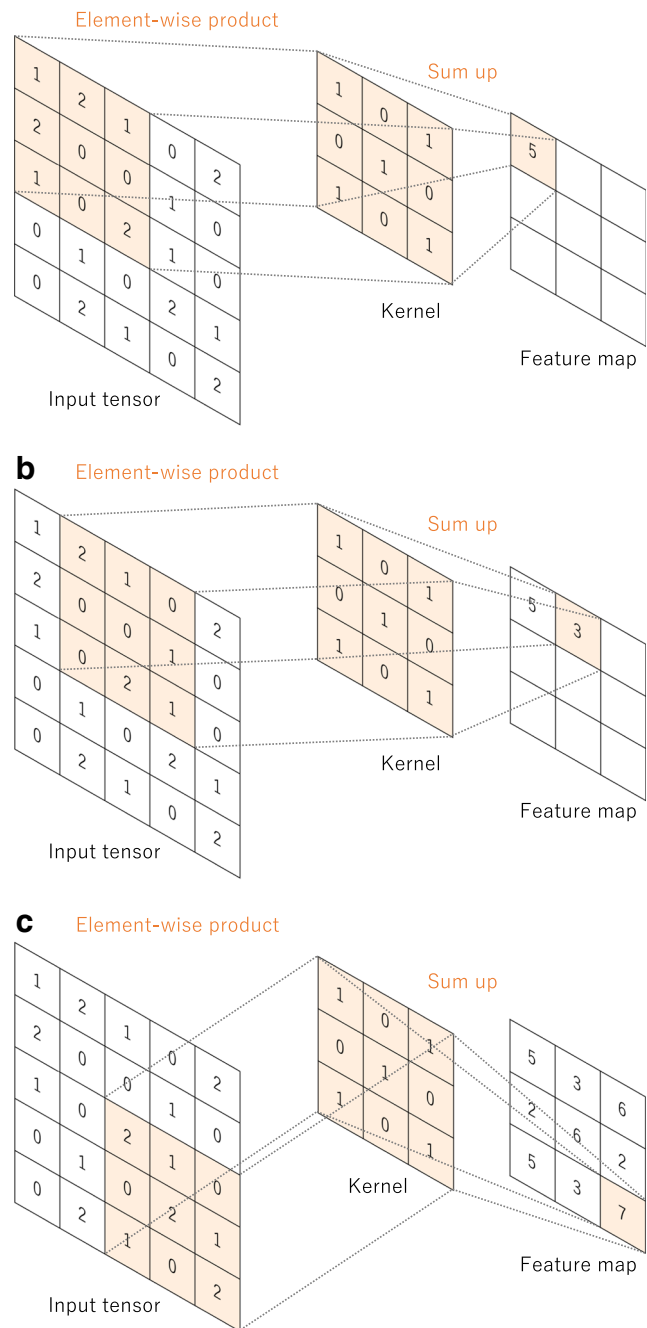 Element-wise product
Sum up
1 2 1 0 2
2 0 0 1 0
1 0 2 1 0
0 1 0 2 1
0 2 1 0 2
1 0 1
0 1 0
1 0 1
5
Kernel
Feature map
Input tensor
b
Element-wise product
Sum up
1 2 1 0 2
2 0 0 1 0
1 0 2 1 0
0 1 0 2 1
0 2 1 0 2
1 0 1
0 1 0
1 0 1
5 3
Kernel
Feature map
Input tensor
c
Element-wise product
Sum up
1 2 1 0 2
2 0 0 1 0
1 0 2 1 0
0 1 0 2 1
0 2 1 0 2
1 0 1
0 1 0
1 0 1
5 3 6
2 6 2
5 3 7
Kernel
Feature map
Input tensor